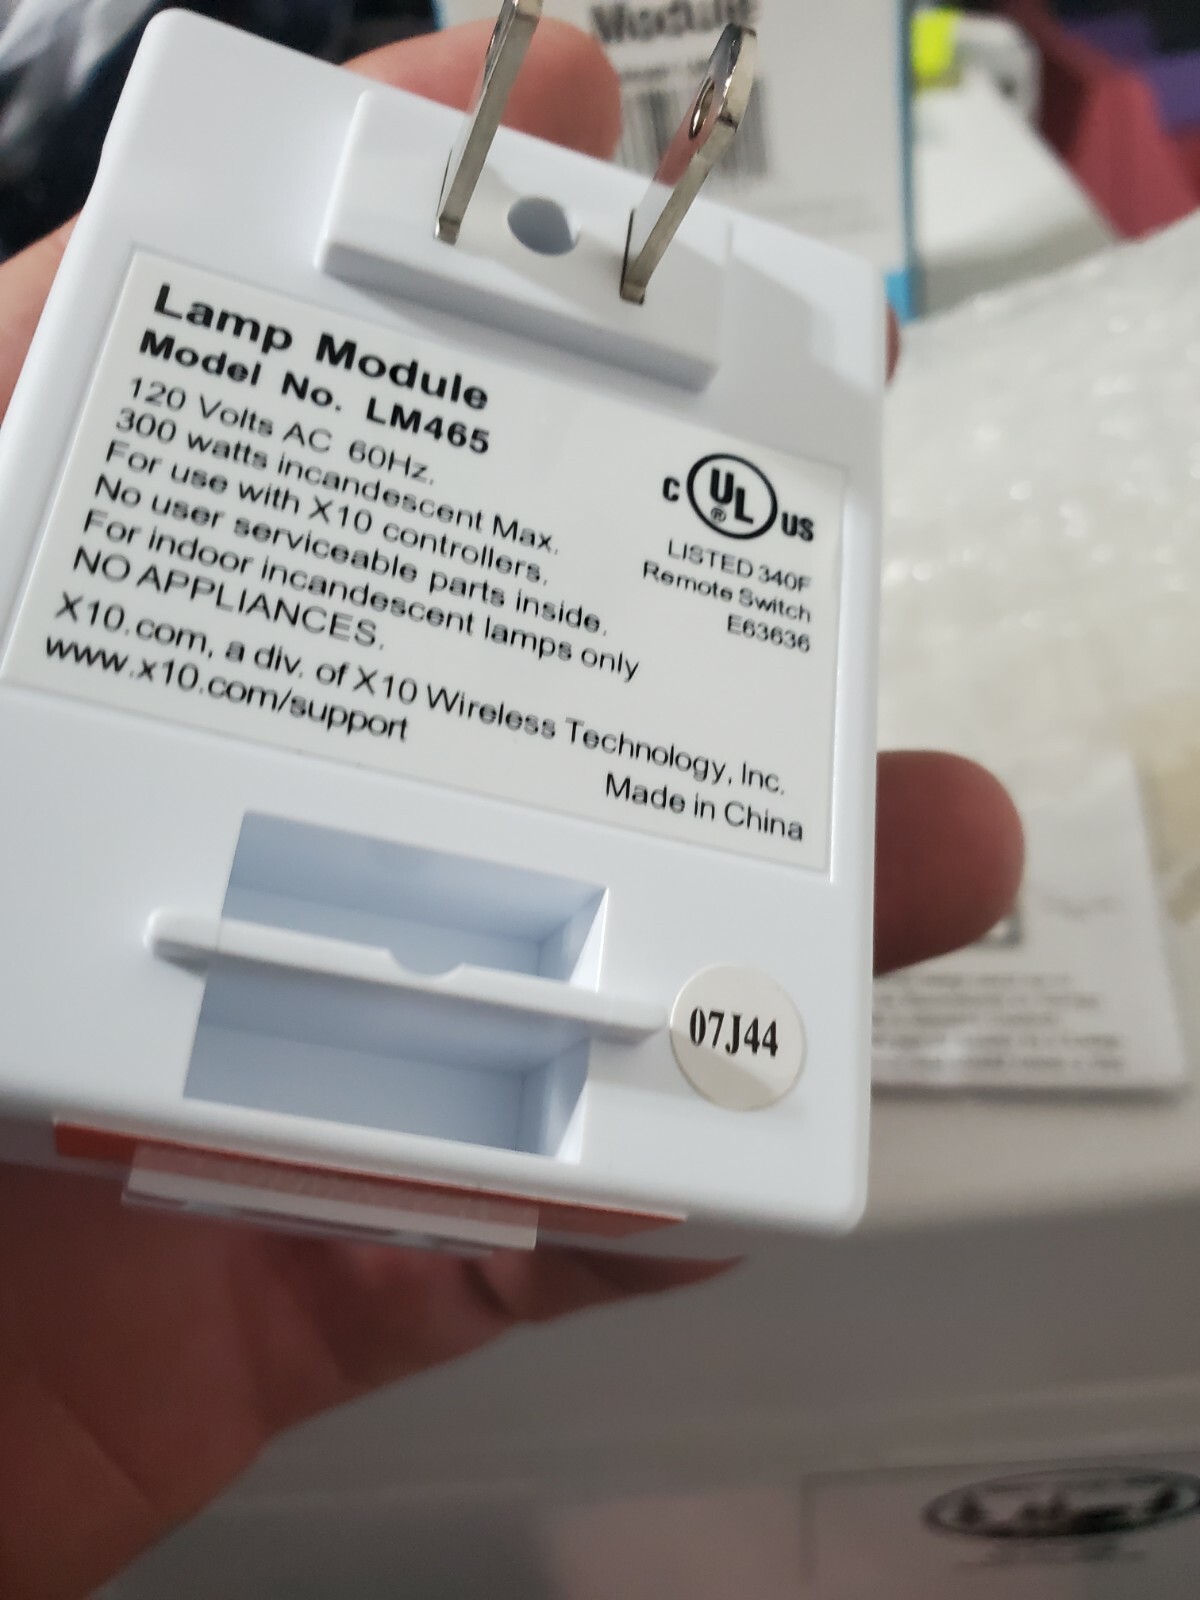 Module
Lamp Module
Model No. LM465
120 Volts AC 60Hz.
300 watts incandescent Max.
For use with X10 controllers.
No user serviceable parts inside.
For indoor incandescent lamps only
NO APPLIANCES.
X10.com, a div. of X10 Wireless Technology, Inc.
www.x10.com/support
Made in China
C UL ® US
LISTED 340F
Remote Switch
E63636
07J44